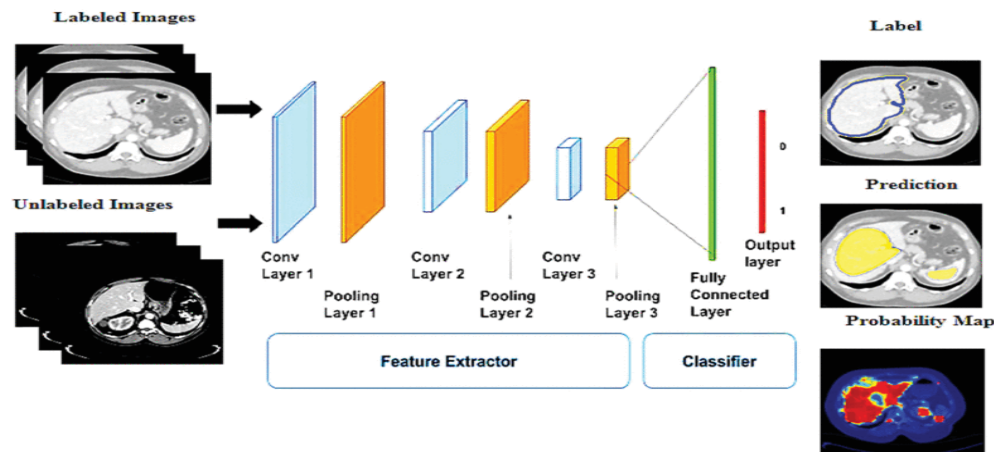 Labeled Images
Unlabeled Images
Conv
Layer 1
Pooling
Layer 1
Conv
Layer 2
Pooling
Layer 2
Conv
Layer 3
Pooling
Layer 3
Fully
Connected
Layer
0
1
Output
layer
Feature Extractor
Classifier
Label
Prediction
Probability Map